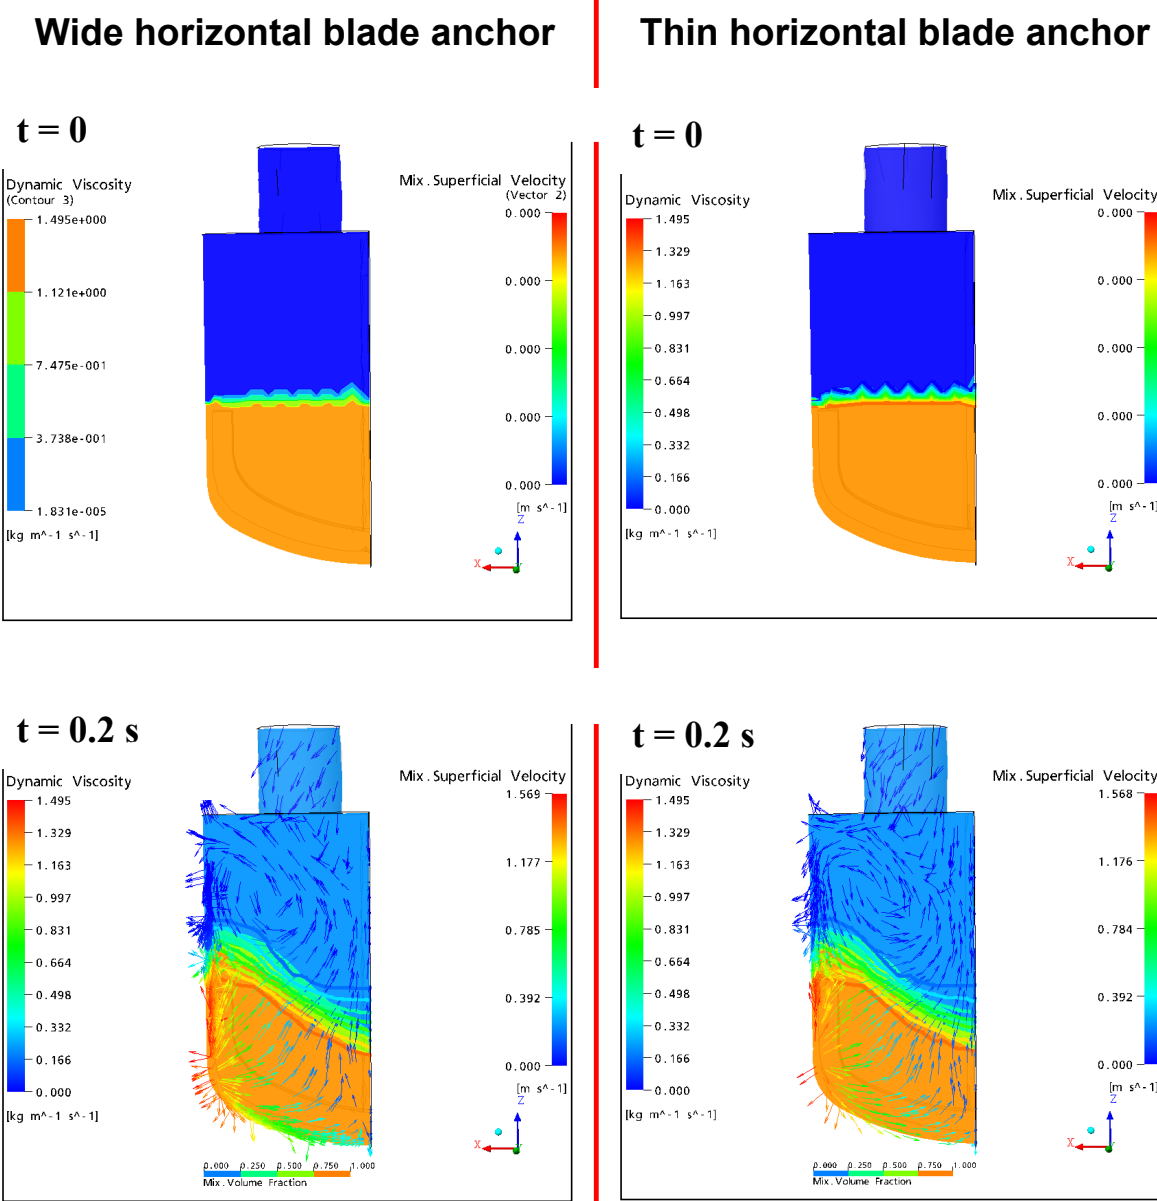 Wide horizontal blade anchor
Thin horizontal blade anchor
t = 0
Dynamic Viscosity
(Contour 3)
1.495e+000
1.121e+000
7.475e-001
3.738e-001
1.831e-005
[kg m^-1 s^-1]
Mix.Superficial Velocity
(Vector 2)
0.000
0.000
0.000
0.000
0.000
[m s^-1]
Z
X
t = 0
Dynamic Viscosity
1.495
1.329
1.163
0.997
0.831
0.664
0.498
0.332
0.166
0.000
[kg m^-1 s^-1]
Mix.Superficial Velocity
0.000
0.000
0.000
0.000
0.000
[m s^-1]
Z
X
t = 0.2 s
Dynamic Viscosity
1.495
1.329
1.163
0.997
0.831
0.664
0.498
0.332
0.166
0.000
[kg m^-1 s^-1]
Mix.Superficial Velocity
1.569
1.177
0.785
0.392
0.000
[m s^-1]
Z
X
0.000 0.250 0.500 0.750 1.000
Mix.Volume Fraction
t = 0.2 s
Dynamic Viscosity
1.495
1.329
1.163
0.997
0.831
0.664
0.498
0.332
0.166
0.000
[kg m^-1 s^-1]
Mix.Superficial Velocity
1.568
1.176
0.784
0.392
0.000
[m s^-1]
Z
X
0.000 0.250 0.500 0.750 1.000
Mix.Volume Fraction